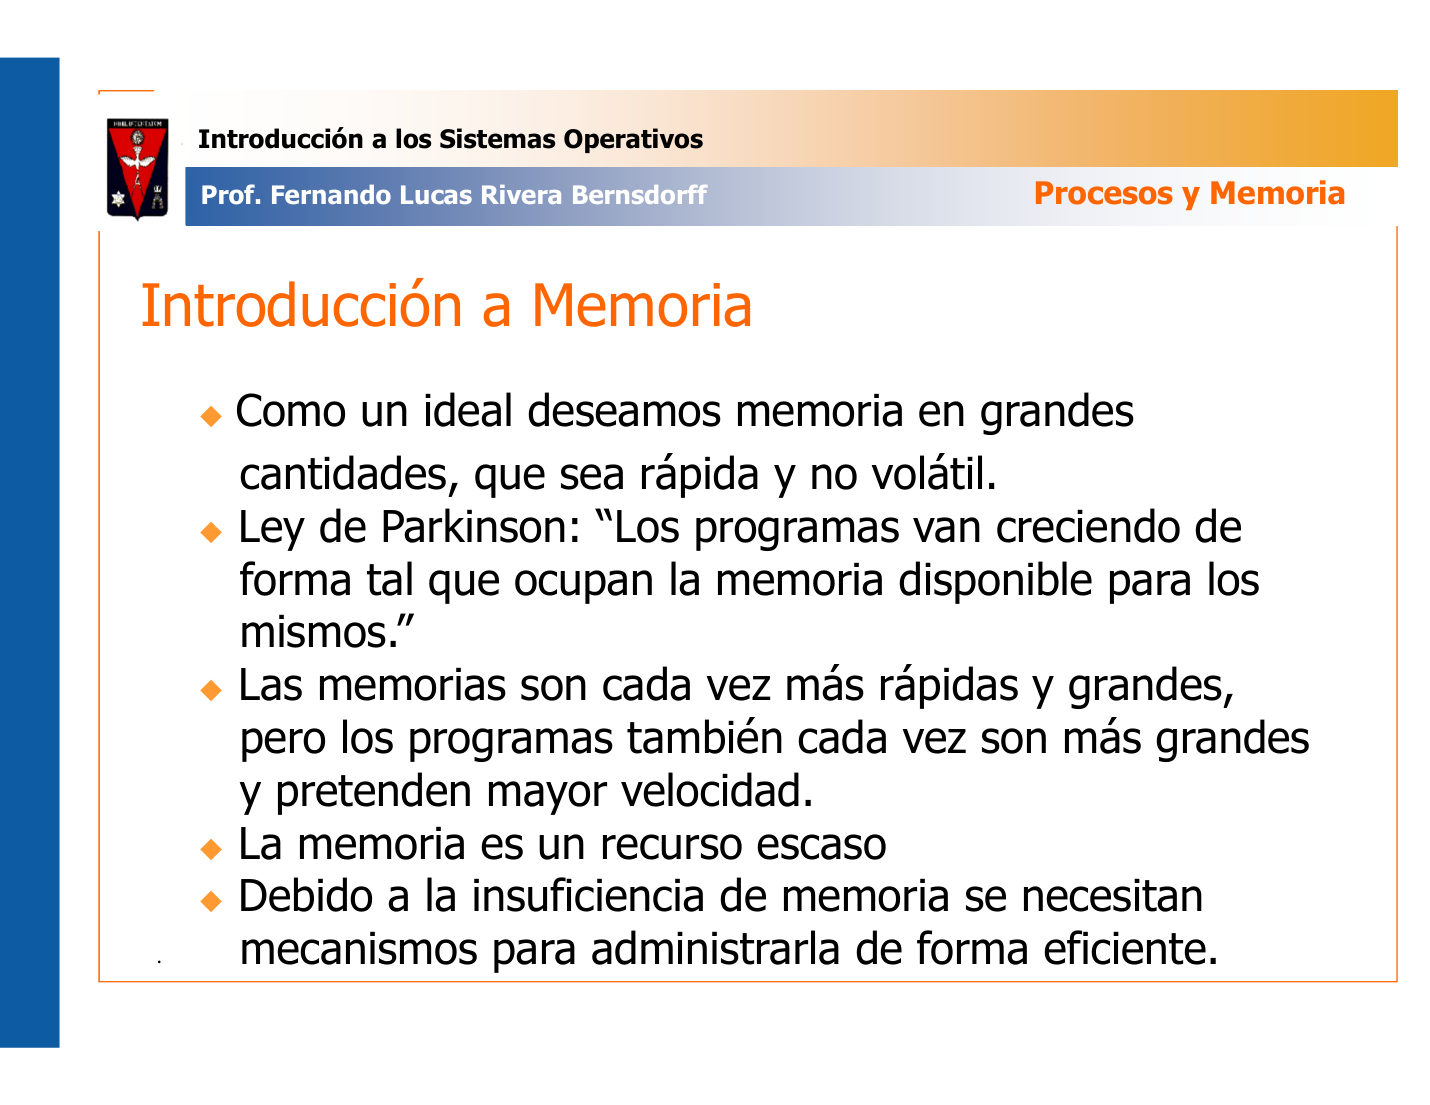 Introducción a los Sistemas Operativos
Prof. Fernando Lucas Rivera Bernsdorff
Procesos y Memoria
Introducción a Memoria
Como un ideal deseamos memoria en grandes
cantidades, que sea rápida y no volátil.
Ley de Parkinson: “Los programas van creciendo de
forma tal que ocupan la memoria disponible para los
mismos.”
Las memorias son cada vez más rápidas y grandes,
pero los programas también cada vez son más grandes
y pretenden mayor velocidad.
La memoria es un recurso escaso
Debido a la insuficiencia de memoria se necesitan
mecanismos para administrarla de forma eficiente.
.